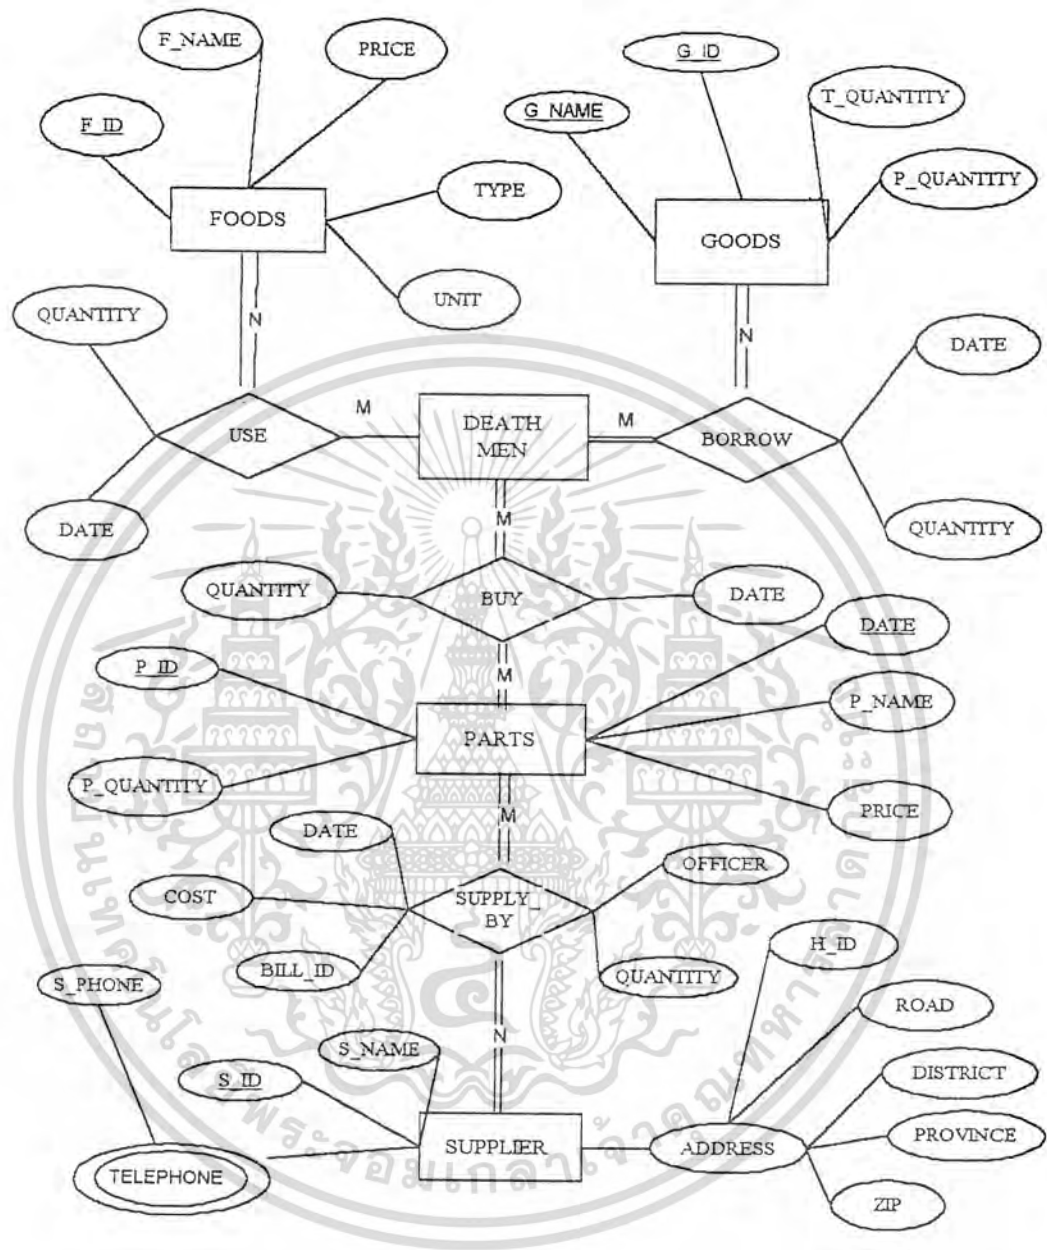 F_NAME
PRICE
G_ID
F_ID
G_NAME
T_QUANTITY
P_QUANTITY
TYPE
FOODS
GOODS
UNIT
QUANTITY
N
N
DATE
M
DEATH
MEN
M
USE
BORROW
DATE
M
QUANTITY
QUANTITY
BUY
DATE
DATE
P_ID
M
P_NAME
PARTS
P_QUANTITY
M
PRICE
DATE
OFFICER
COST
SUPPLY_
BY
H_ID
BILL_ID
QUANTITY
S_PHONE
ROAD
N
S_NAME
S_ID
DISTRICT
SUPPLIER
ADDRESS
PROVINCE
TELEPHONE
ZIP